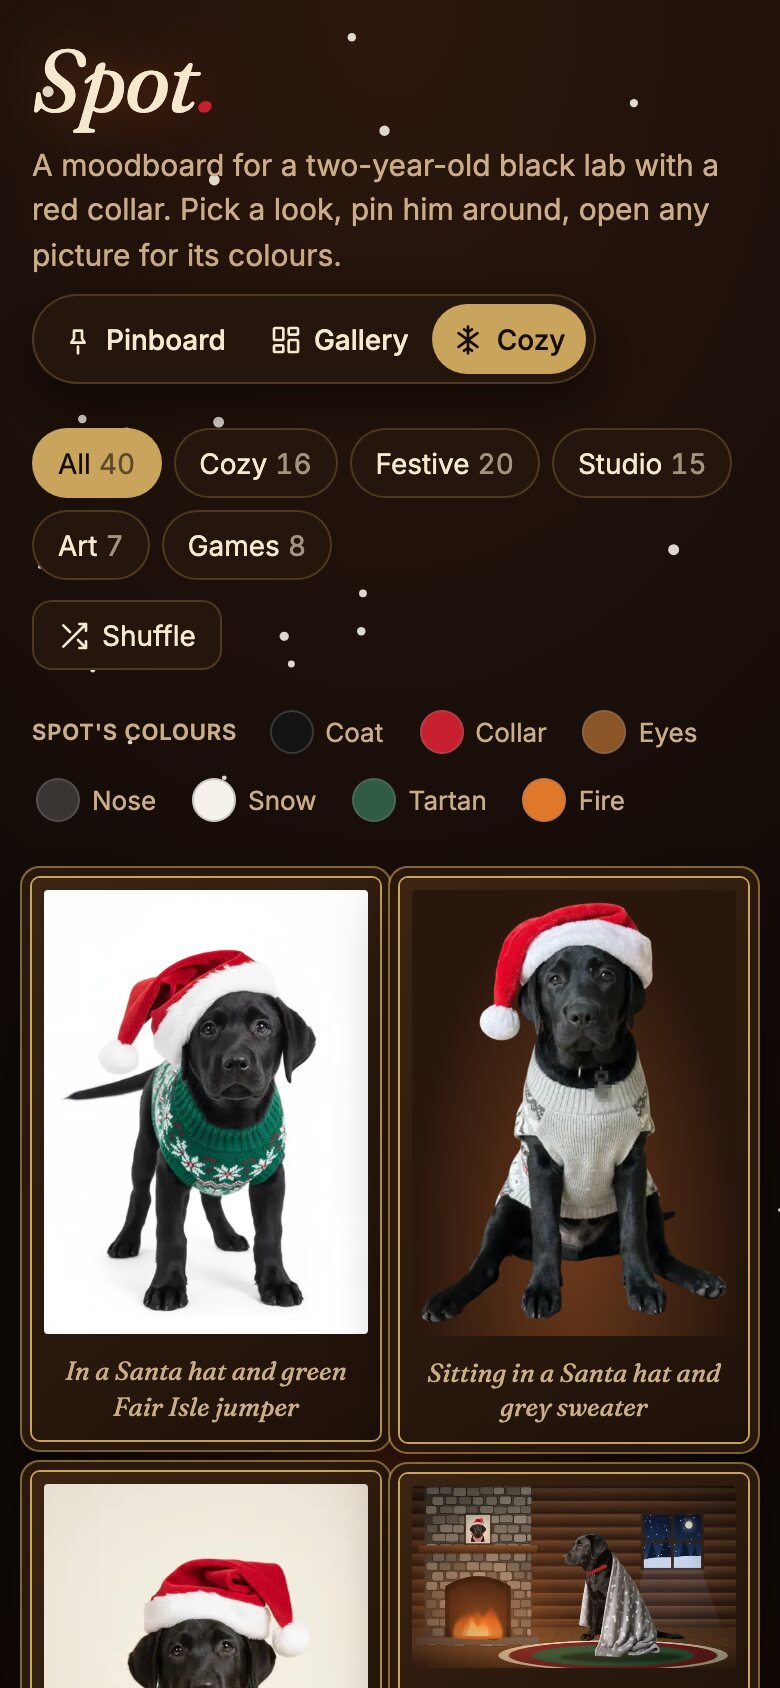 Spot.
A moodboard for a two-year-old black lab with a
red collar. Pick a look, pin him around, open any
picture for its colours.
Pinboard Gallery Cozy
All 40 Cozy 16 Festive 20 Studio 15
Art 7 Games 8
Shuffle
SPOT'S COLOURS Coat Collar Eyes
Nose Snow Tartan Fire
In a Santa hat and green
Fair Isle jumper
Sitting in a Santa hat and
grey sweater